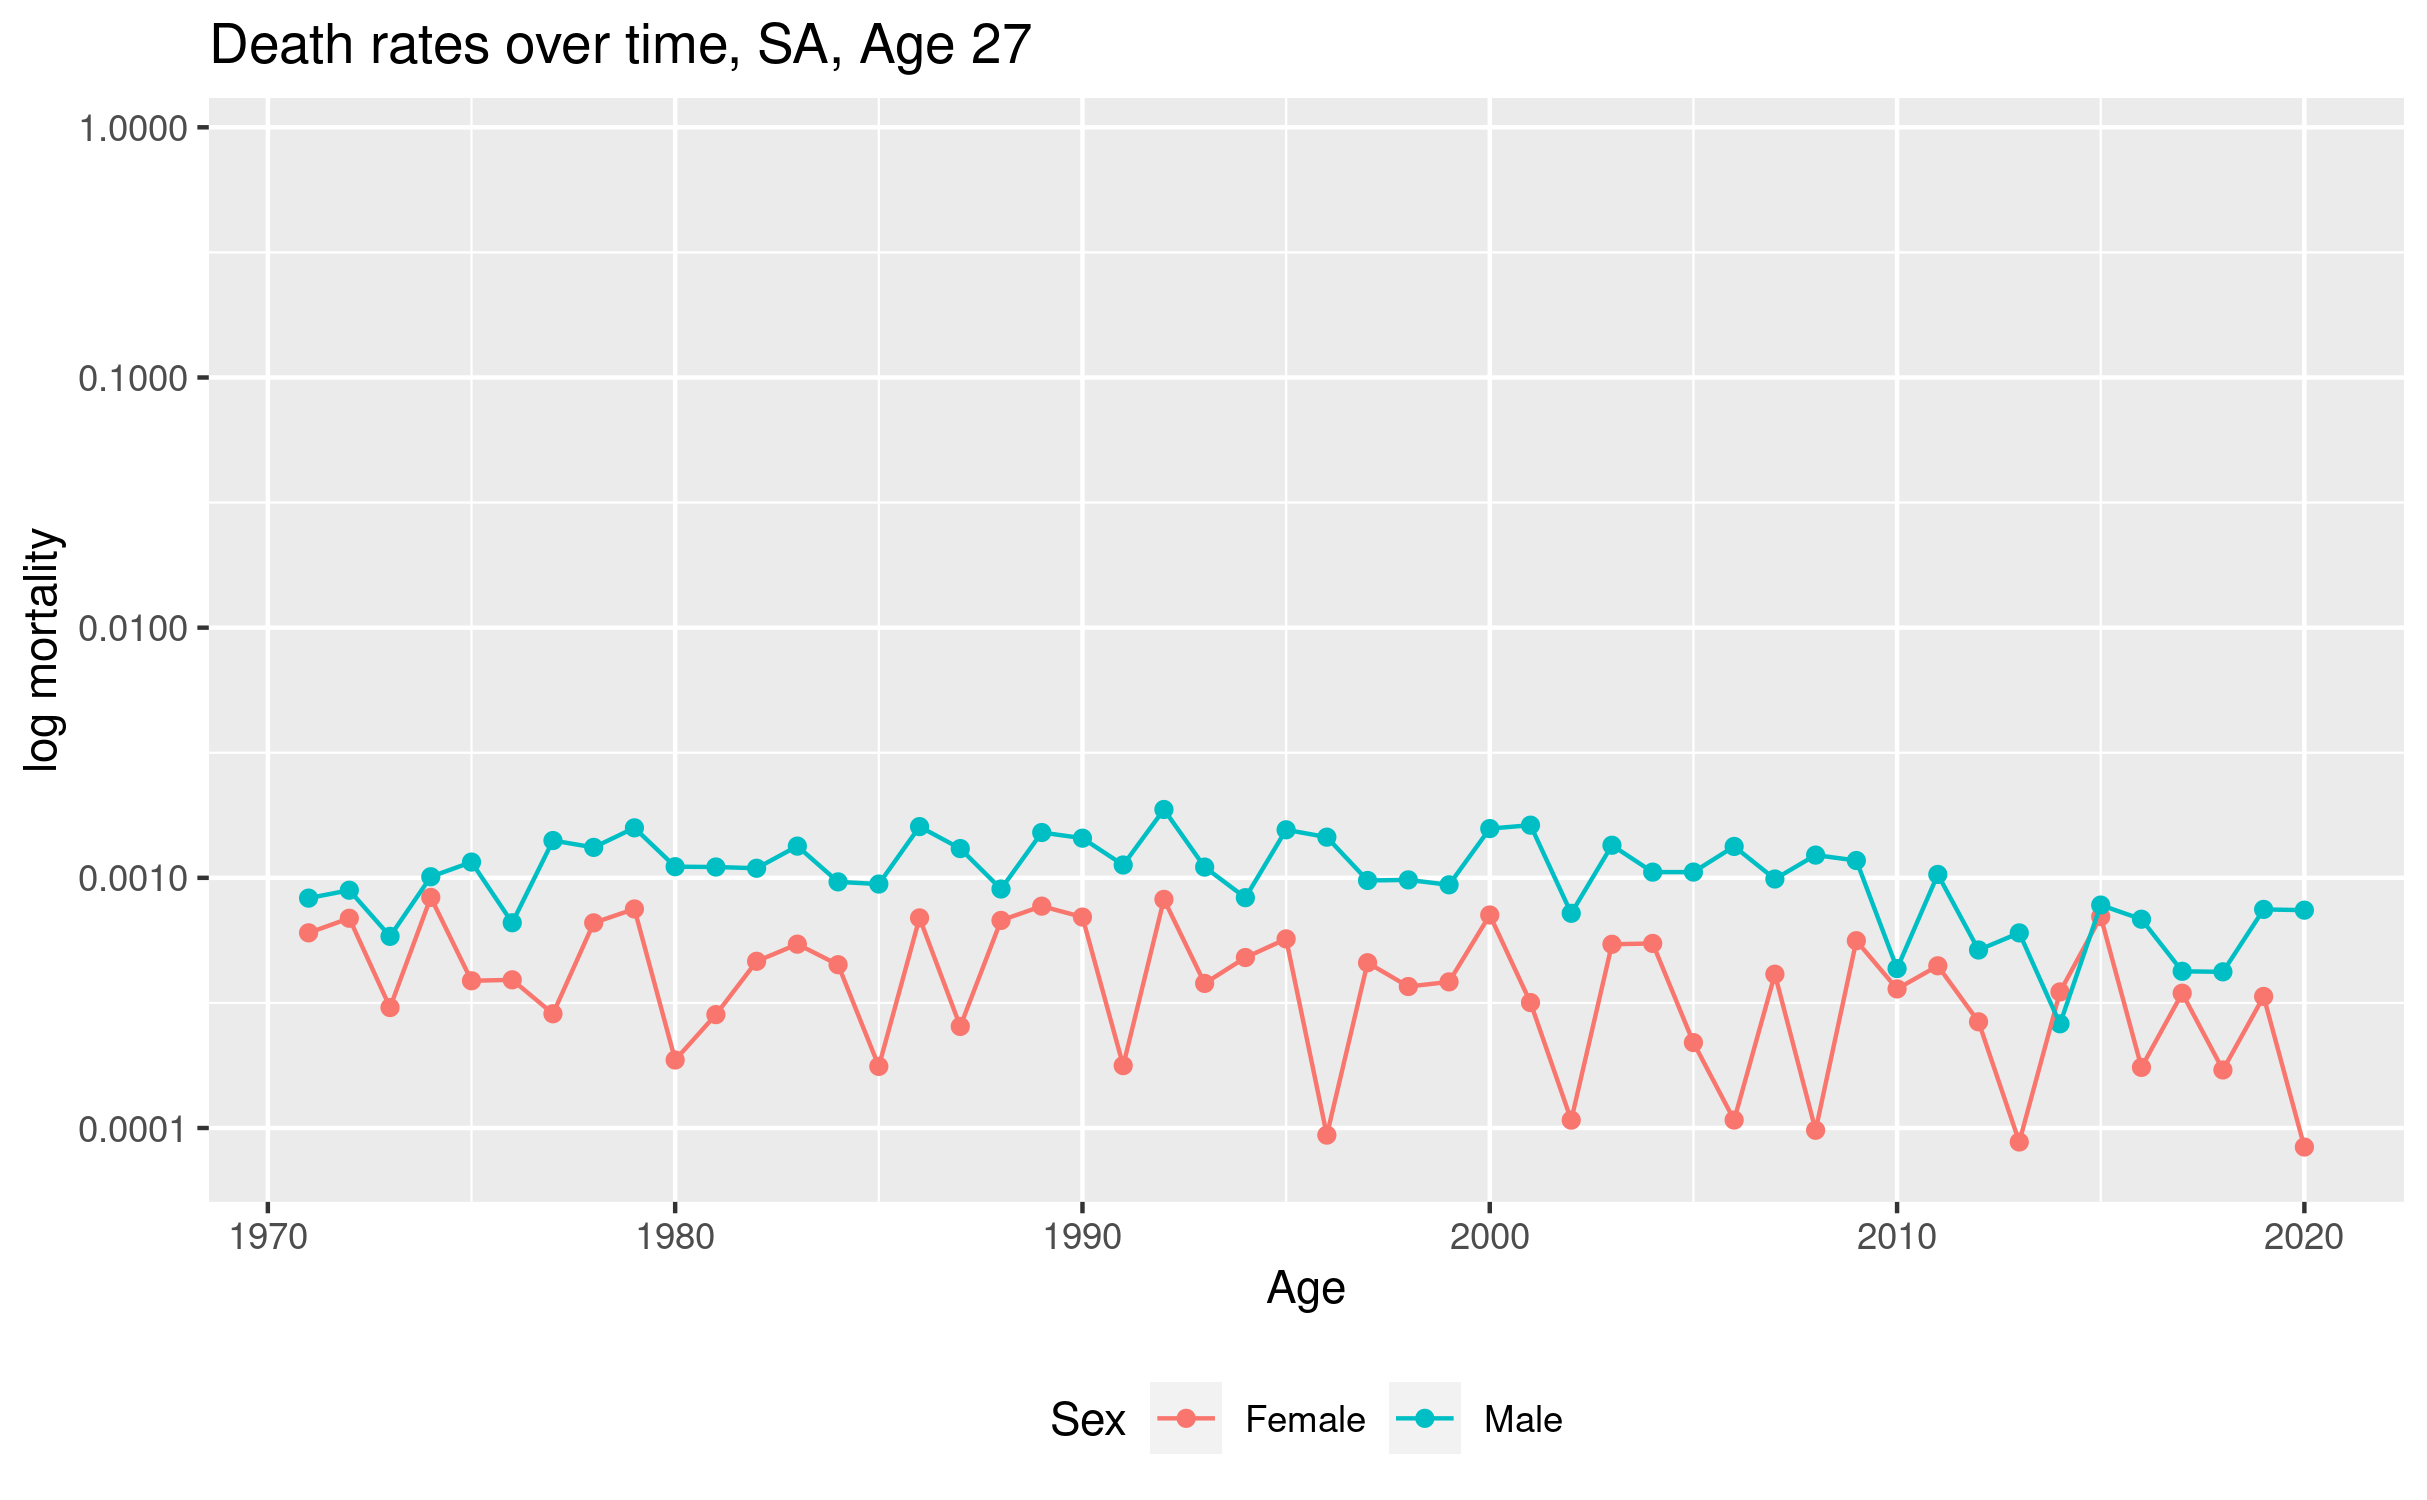 Death rates over time, SA, Age 27
log mortality
1.0000
0.1000
0.0100
0.0010
0.0001
1970 1980 1990 2000 2010 2020
Age
Sex Female Male